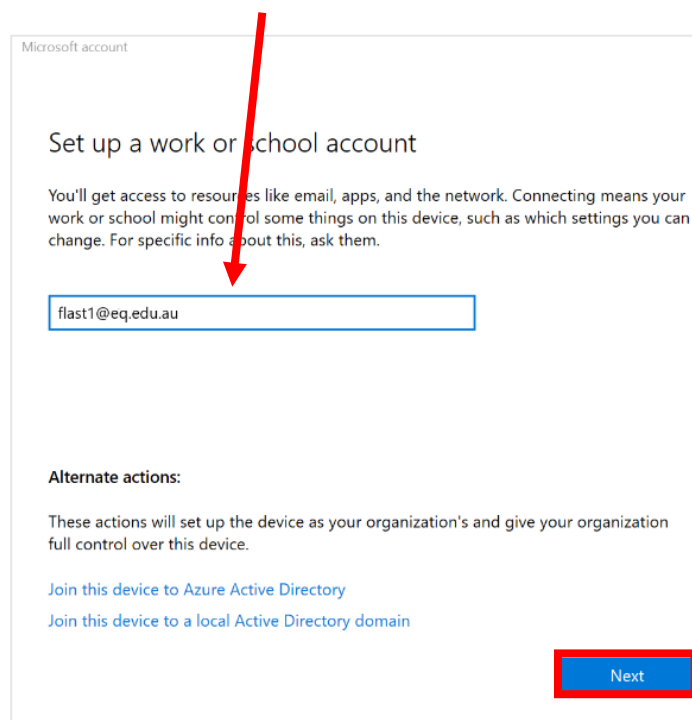 Microsoft account
Set up a work or school account
You'll get access to resources like email, apps, and the network. Connecting means your
work or school might control some things on this device, such as which settings you can
change. For specific info about this, ask them.
flast1@eq.edu.au
Alternate actions:
These actions will set up the device as your organization's and give your organization
full control over this device.
Join this device to Azure Active Directory
Join this device to a local Active Directory domain
Next